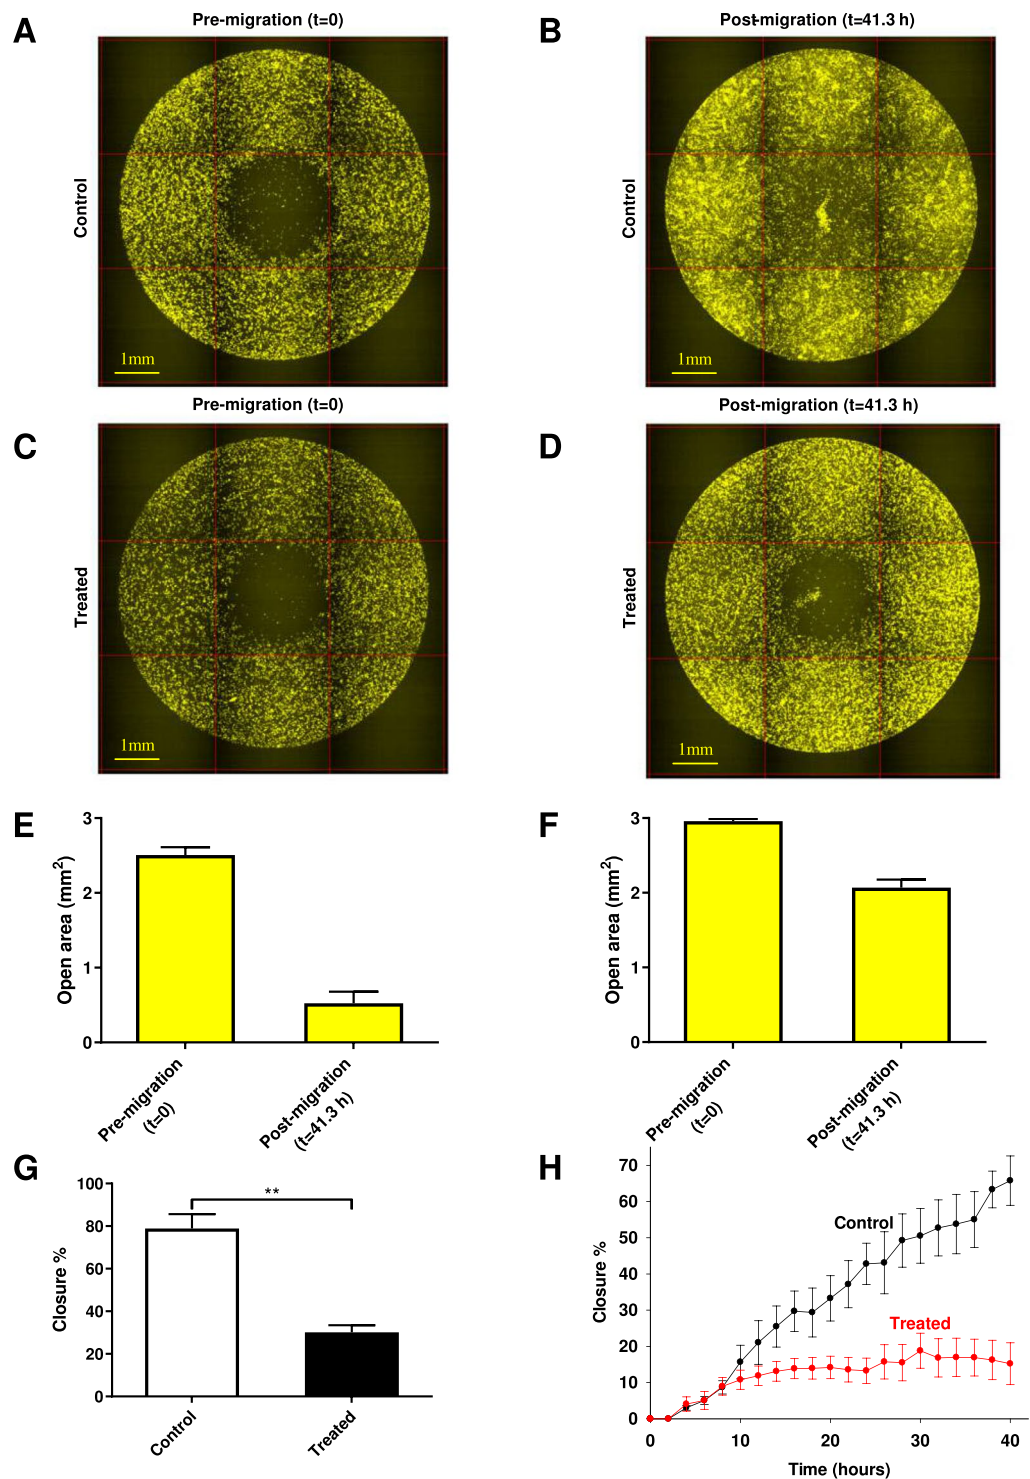 A
Pre-migration (t=0)
B
Post-migration (t=41.3 h)
Control
1mm
Control
1mm
C
Pre-migration (t=0)
D
Post-migration (t=41.3 h)
Treated
1mm
Treated
1mm
E
Open area (mm²)
3
2
1
0
Pre-migration
(t=0)
Post-migration
(t=41.3 h)
F
Open area (mm²)
3
2
1
0
Pre-migration
(t=0)
Post-migration
(t=41.3 h)
G
Closure %
100
80
60
40
20
0
**
Control
Treated
H
Closure %
70
60
50
40
30
20
10
0
Control
Treated
0
10
20
30
40
Time (hours)